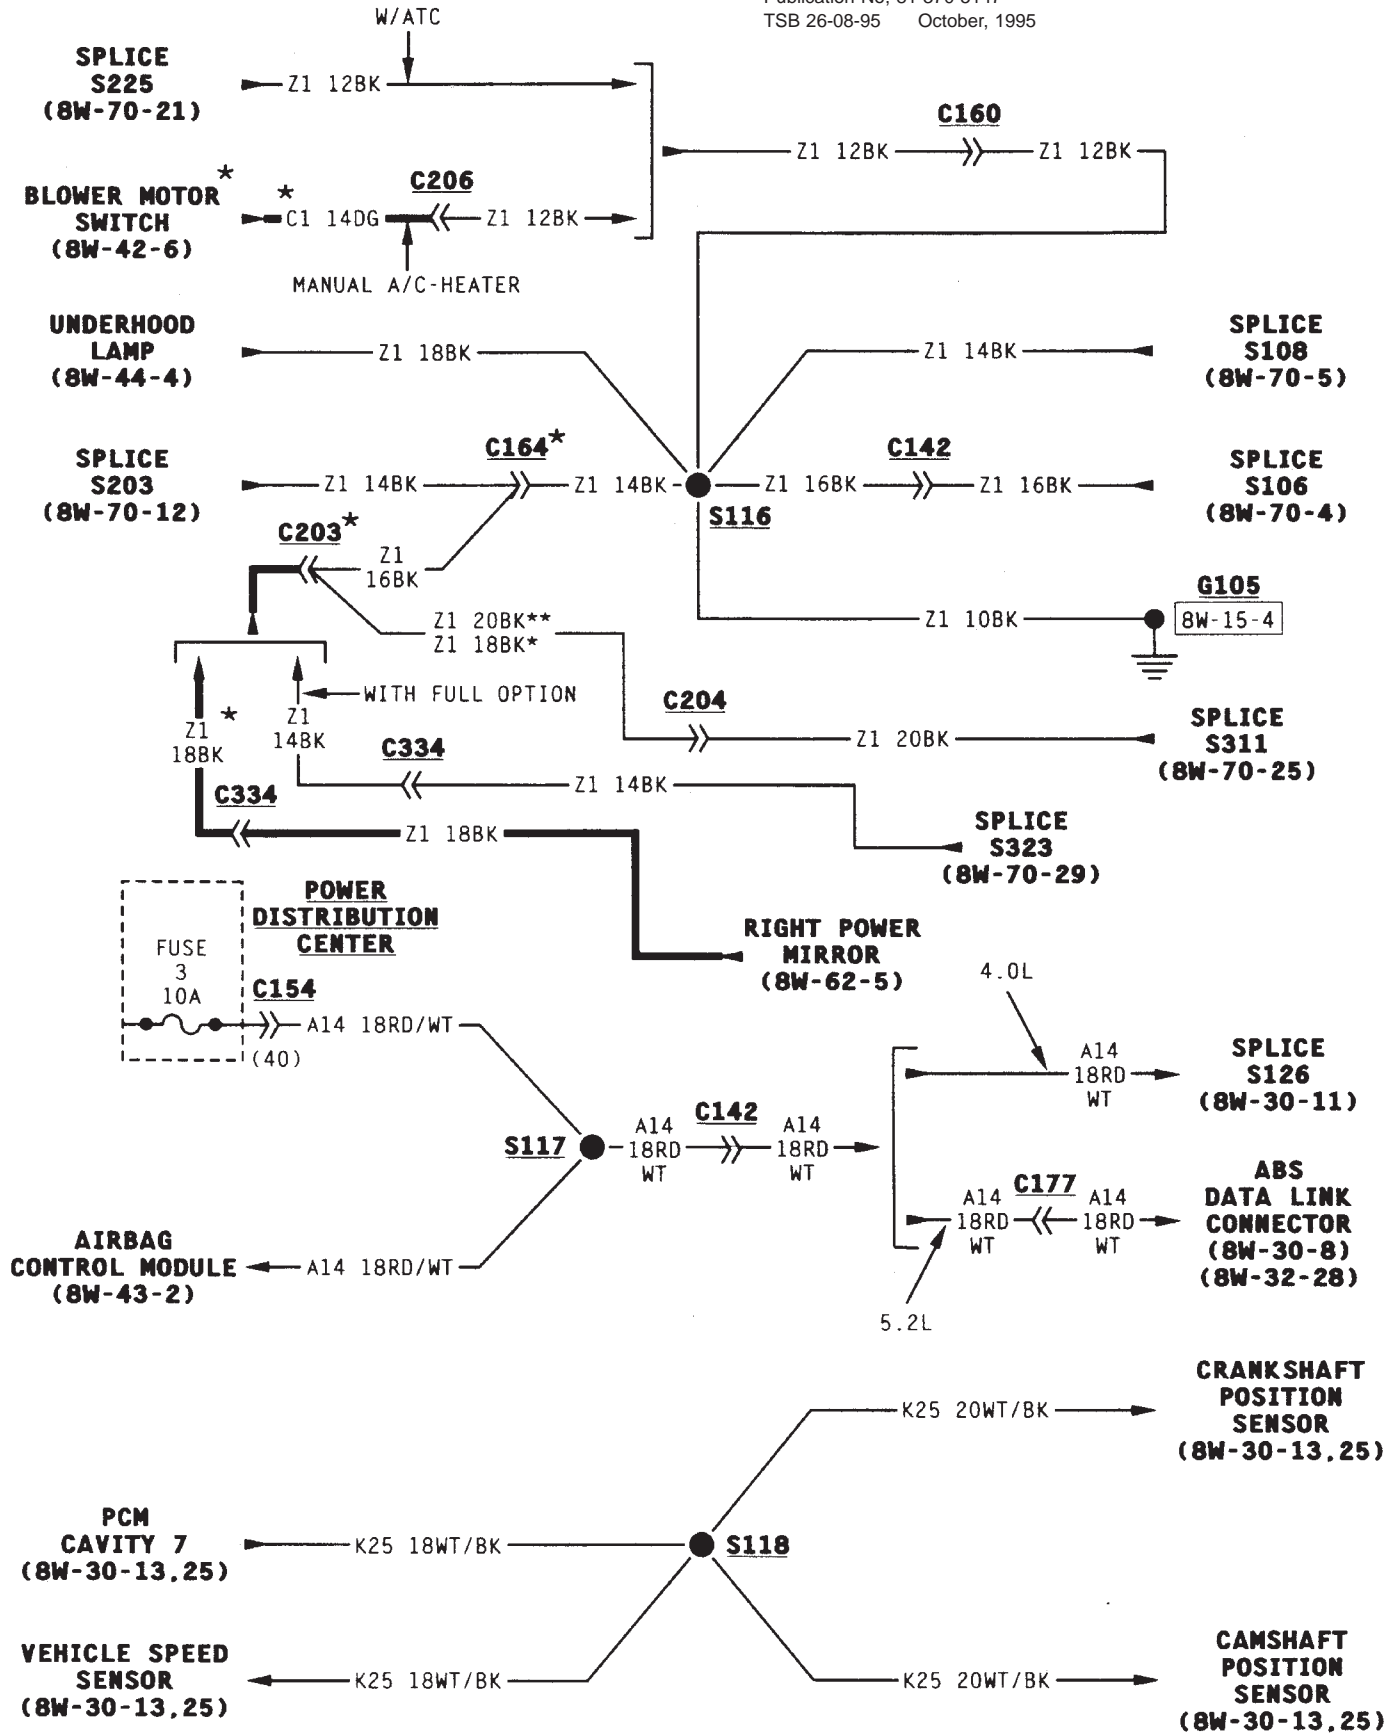 TSB 26-08-95 October, 1995
W/ATC
SPLICE
S225
(8W-70-21)
Z1 12BK
C160
Z1 12BK
Z1 12BK
BLOWER MOTOR*
SWITCH
(8W-42-6)
*
C1 14DG
C206
Z1 12BK
MANUAL A/C-HEATER
UNDERHOOD
LAMP
(8W-44-4)
Z1 18BK
Z1 14BK
SPLICE
S108
(8W-70-5)
SPLICE
S203
(8W-70-12)
Z1 14BK
C164*
Z1 14BK
S116
Z1 16BK
C142
Z1 16BK
SPLICE
S106
(8W-70-4)
C203*
Z1
16BK
Z1 20BK**
Z1 18BK*
Z1 10BK
G105
8W-15-4
WITH FULL OPTION
Z1 *
18BK
Z1
14BK
C204
Z1 20BK
SPLICE
S311
(8W-70-25)
C334
Z1 14BK
SPLICE
S323
(8W-70-29)
C334
Z1 18BK
RIGHT POWER
MIRROR
(8W-62-5)
POWER
DISTRIBUTION
CENTER
FUSE
3
10A
C154
(40)
A14 18RD/WT
S117
A14
18RD
WT
C142
A14
18RD
WT
4.0L
A14
18RD
WT
SPLICE
S126
(8W-30-11)
A14
18RD
WT
C177
A14
18RD
WT
5.2L
ABS
DATA LINK
CONNECTOR
(8W-30-8)
(8W-32-28)
AIRBAG
CONTROL MODULE
(8W-43-2)
A14 18RD/WT
CRANKSHAFT
POSITION
SENSOR
(8W-30-13,25)
K25 20WT/BK
PCM
CAVITY 7
(8W-30-13,25)
K25 18WT/BK
S118
VEHICLE SPEED
SENSOR
(8W-30-13,25)
K25 18WT/BK
K25 20WT/BK
CAMSHAFT
POSITION
SENSOR
(8W-30-13,25)